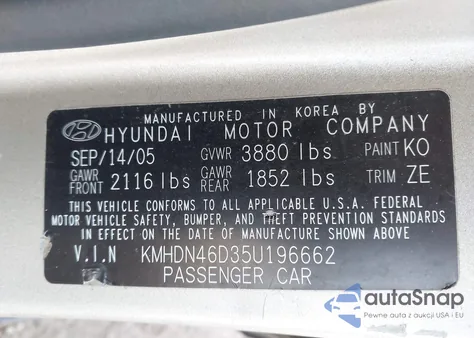 MANUFACTURED IN KOREA BY
HYUNDAI MOTOR COMPANY
SEP/14/05 GVWR 3880 lbs PAINT KO
GAWR FRONT 2116 lbs GAWR REAR 1852 lbs TRIM ZE
THIS VEHICLE CONFORMS TO ALL APPLICABLE U.S.A. FEDERAL
MOTOR VEHICLE SAFETY, BUMPER, AND THEFT PREVENTION STANDARDS
IN EFFECT ON THE DATE OF MANUFACTURE SHOWN ABOVE.
V.I.N KMHDN46D35U196662
PASSENGER CAR
autoSnap
Pewne auta z USA i EU